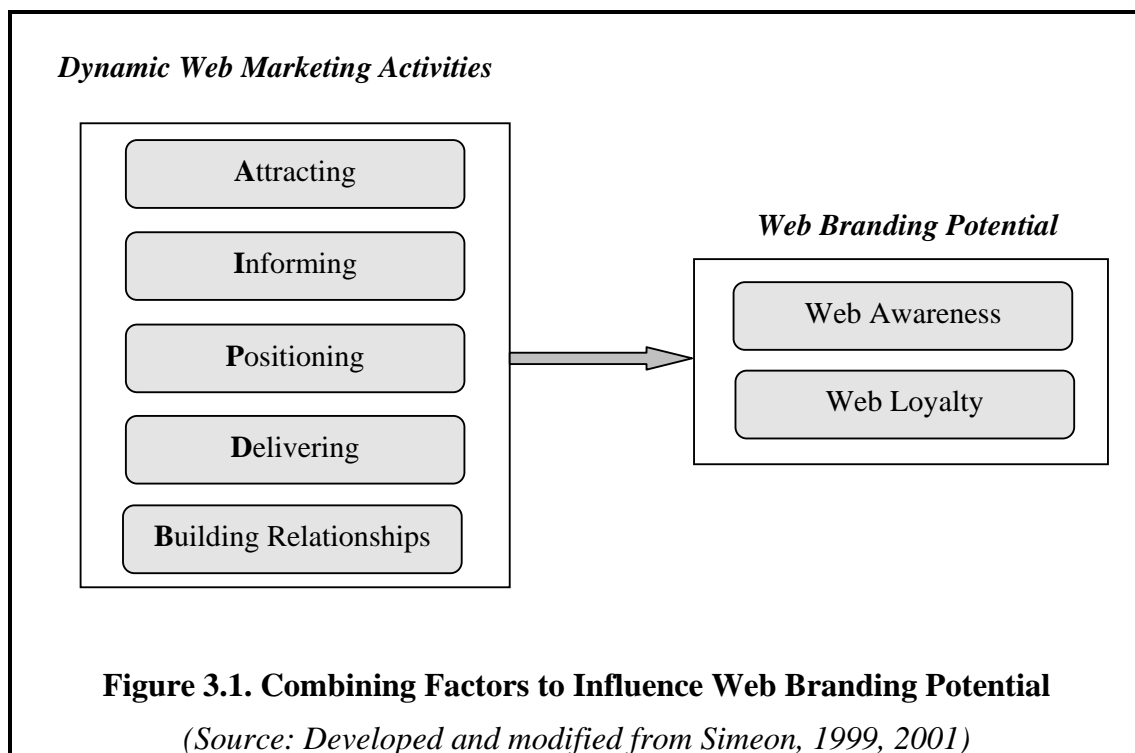 Dynamic Web Marketing Activities
Attracting
Informing
Positioning
Delivering
Building Relationships
Web Branding Potential
Web Awareness
Web Loyalty
Figure 3.1. Combining Factors to Influence Web Branding Potential
(Source: Developed and modified from Simeon, 1999, 2001)